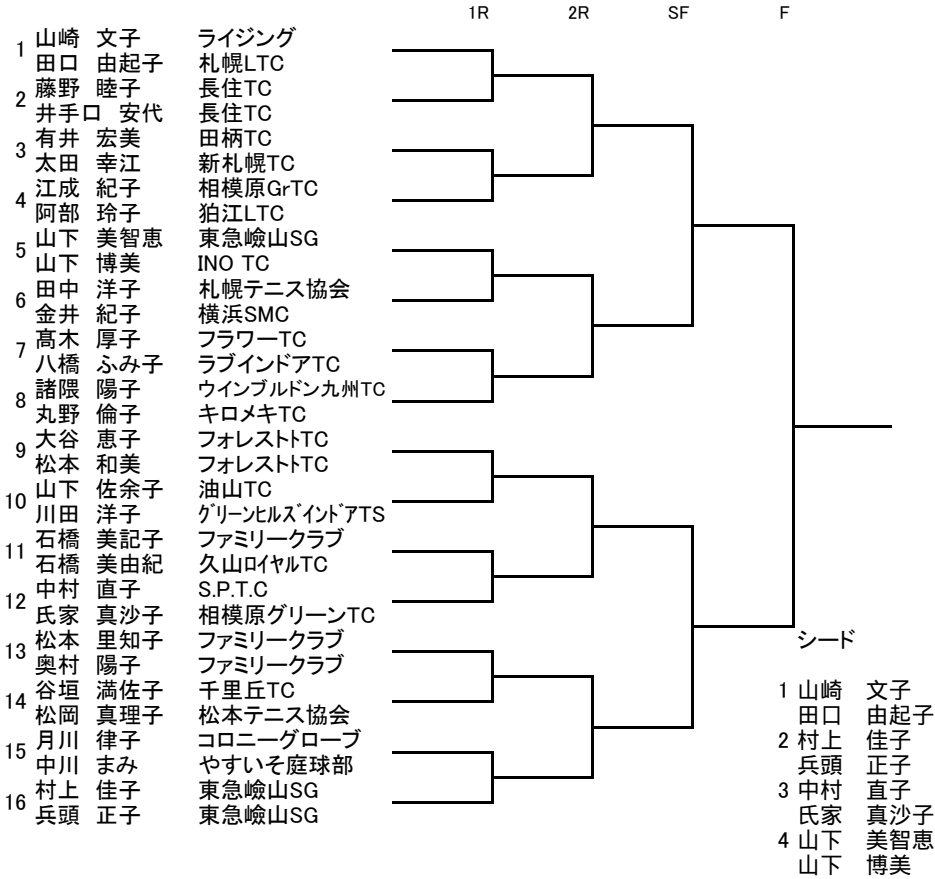 1R 2R SF F
1 山崎 文子 ライジング
田口 由起子 札幌LTC
2 藤野 睦子 長住TC
井手口 安代 長住TC
3 有井 宏美 田柄TC
太田 幸江 新札幌TC
4 江成 紀子 相模原GrTC
阿部 玲子 狛江LTC
5 山下 美智恵 東急嶮山SG
山下 博美 INO TC
6 田中 洋子 札幌テニス協会
金井 紀子 横浜SMC
7 髙木 厚子 フラワーTC
八橋 ふみ子 ラブインドアTC
8 諸隈 陽子 ウインブルドン九州TC
丸野 倫子 キロメキTC
9 大谷 恵子 フォレストトTC
松本 和美 フォレストトTC
10 山下 佐余子 油山TC
川田 洋子 グリーンヒルズインドアTS
11 石橋 美記子 ファミリークラブ
石橋 美由紀 久山ロイヤルTC
12 中村 直子 S.P.T.C
氏家 真沙子 相模原グリーンTC
13 松本 里知子 ファミリークラブ
奥村 陽子 ファミリークラブ
14 谷垣 満佐子 千里丘TC
松岡 真理子 松本テニス協会
15 月川 律子 コロニーグローブ
中川 まみ やすいそ庭球部
16 村上 佳子 東急嶮山SG
兵頭 正子 東急嶮山SG
シード
1 山崎 文子
田口 由起子
2 村上 佳子
兵頭 正子
3 中村 直子
氏家 真沙子
4 山下 美智恵
山下 博美